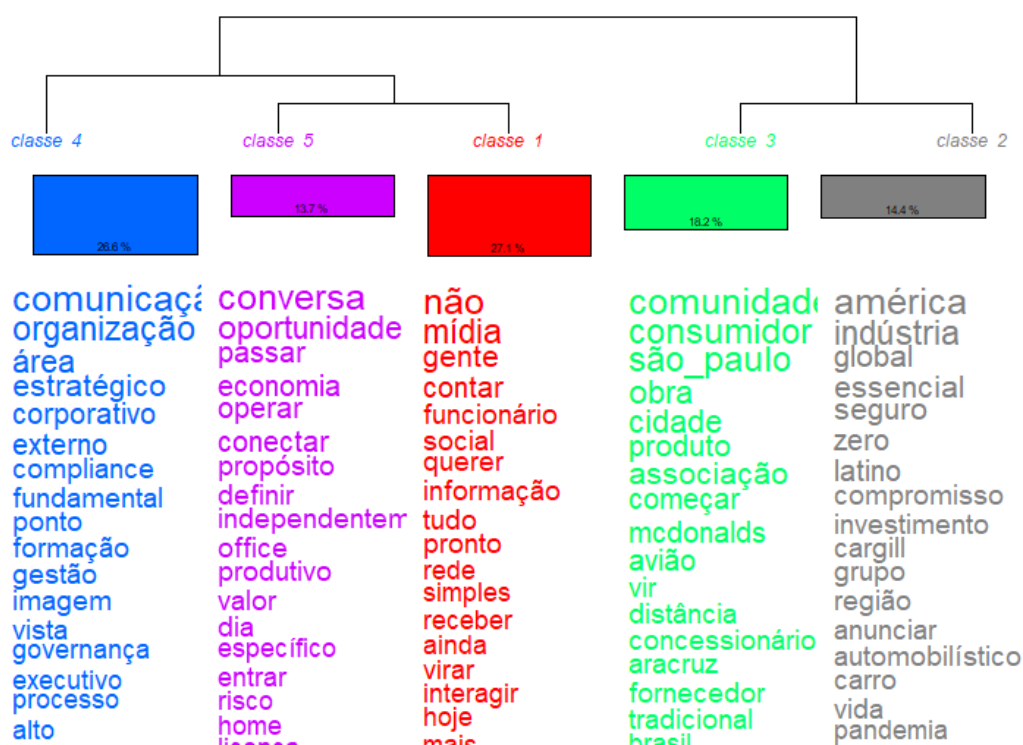 classe 4
classe 5
classe 1
classe 3
classe 2
26.6 %
13.7 %
27.1 %
18.2 %
14.4 %
comunicaçã
organização
área
estratégico
corporativo
externo
compliance
fundamental
ponto
formação
gestão
imagem
vista
governança
executivo
processo
alto
conversa
oportunidade
passar
economia
operar
conectar
propósito
definir
independentem
office
produtivo
valor
dia
específico
entrar
risco
home
não
mídia
gente
contar
funcionário
social
querer
informação
tudo
pronto
rede
simples
receber
ainda
virar
interagir
hoje
mais
comunidade
consumidor
são_paulo
obra
cidade
produto
associação
começar
mcdonalds
avião
vir
distância
concessionário
aracruz
fornecedor
tradicional
brasil
américa
indústria
global
essencial
seguro
zero
latino
compromisso
investimento
cargill
grupo
região
anunciar
automobilístico
carro
vida
pandemia